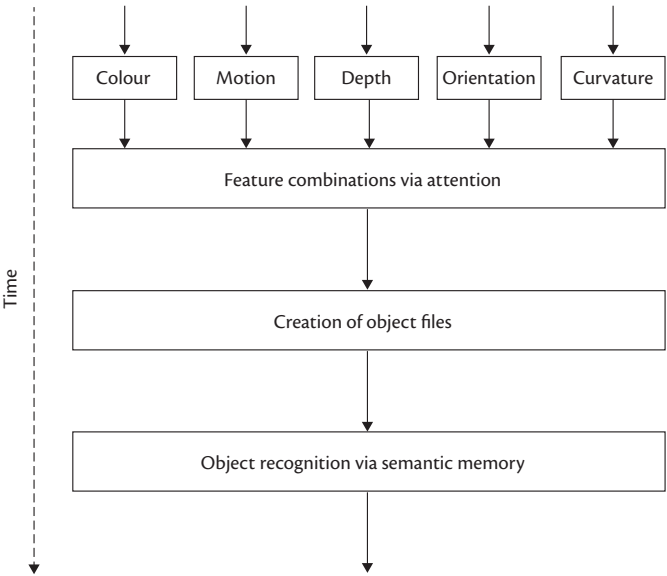 Colour
Motion
Depth
Orientation
Curvature
Feature combinations via attention
Time
Creation of object files
Object recognition via semantic memory